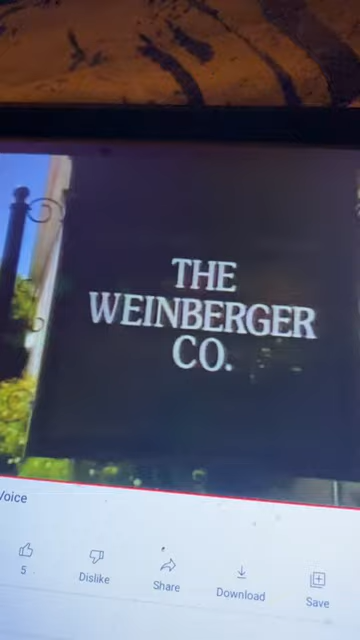 THE
WEINBERGER
CO.
Voice
5
Dislike
Share
Download
Save